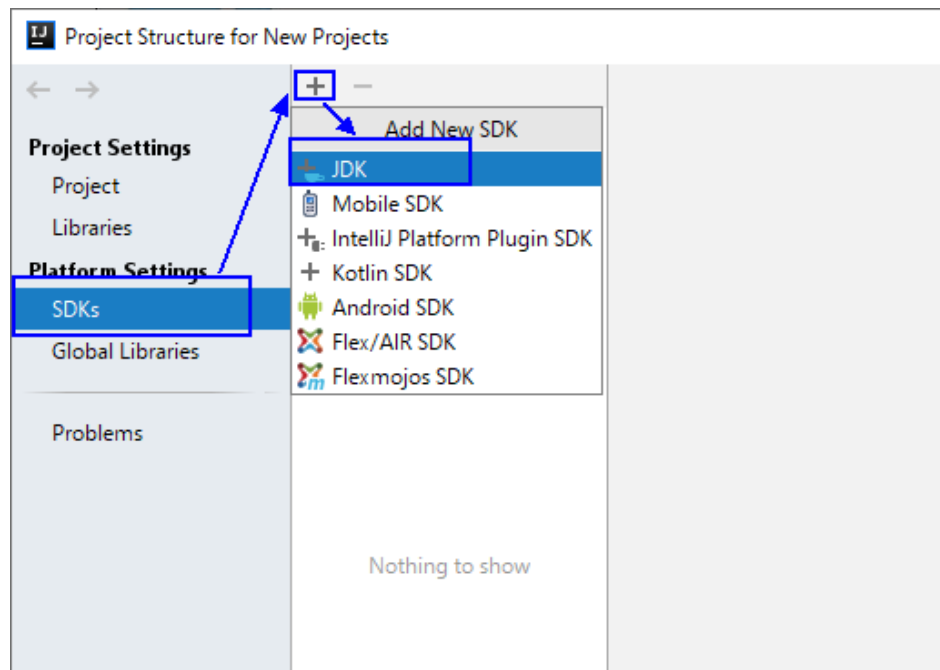 IJ
Project Structure for New Projects
Project Settings
Project
Libraries
Platform Settings
SDKs
Global Libraries
Problems
Add New SDK
JDK
Mobile SDK
IntelliJ Platform Plugin SDK
Kotlin SDK
Android SDK
Flex/AIR SDK
Flexmojos SDK
Nothing to show